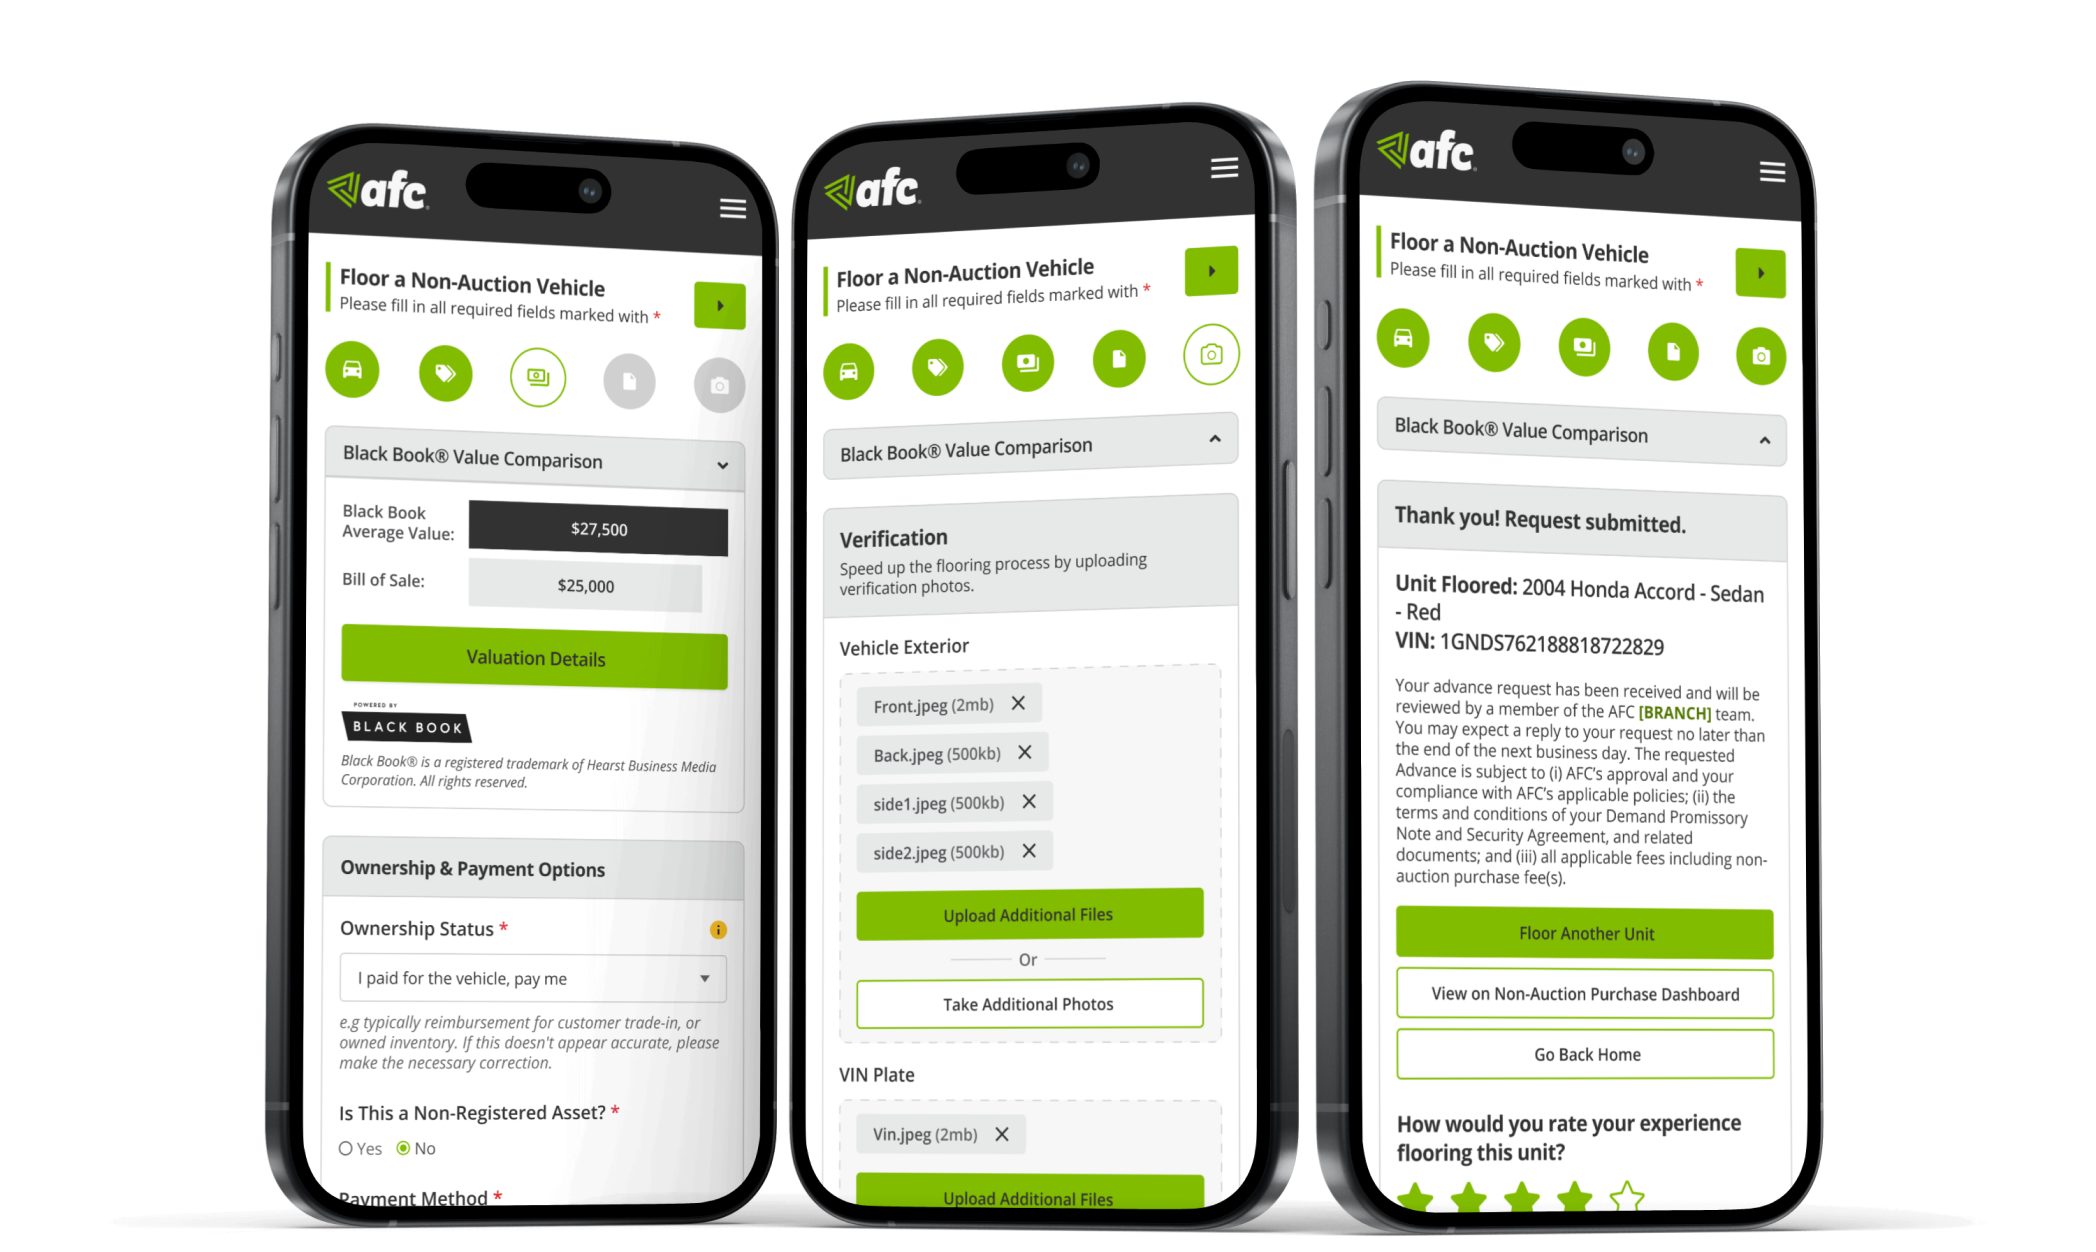 afc
Floor a Non-Auction Vehicle
Please fill in all required fields marked with *
Black Book® Value Comparison
Black Book
Average Value:
$27,500
Bill of Sale:
$25,000
Valuation Details
POWERED BY
BLACK BOOK
Black Book® is a registered trademark of Hearst Business Media
Corporation. All rights reserved.
Ownership & Payment Options
Ownership Status *
I paid for the vehicle, pay me
e.g typically reimbursement for customer trade-in, or
owned inventory. If this doesn't appear accurate, please
make the necessary correction.
Is This a Non-Registered Asset? *
Yes No
Payment Method *
afc
Floor a Non-Auction Vehicle
Please fill in all required fields marked with *
Black Book® Value Comparison
Verification
Speed up the flooring process by uploading
verification photos.
Vehicle Exterior
Front.jpeg (2mb)
Back.jpeg (500kb)
side1.jpeg (500kb)
side2.jpeg (500kb)
Upload Additional Files
Or
Take Additional Photos
VIN Plate
Vin.jpeg (2mb)
Upload Additional Files
afc
Floor a Non-Auction Vehicle
Please fill in all required fields marked with *
Black Book® Value Comparison
Thank you! Request submitted.
Unit Floored: 2004 Honda Accord - Sedan
- Red
VIN: 1GNDS762188818722829
Your advance request has been received and will be
reviewed by a member of the AFC [BRANCH] team.
You may expect a reply to your request no later than
the end of the next business day. The requested
Advance is subject to (i) AFC's approval and your
compliance with AFC's applicable policies; (ii) the
terms and conditions of your Demand Promissory
Note and Security Agreement, and related
documents; and (iii) all applicable fees including non-
auction purchase fee(s).
Floor Another Unit
View on Non-Auction Purchase Dashboard
Go Back Home
How would you rate your experience
flooring this unit?